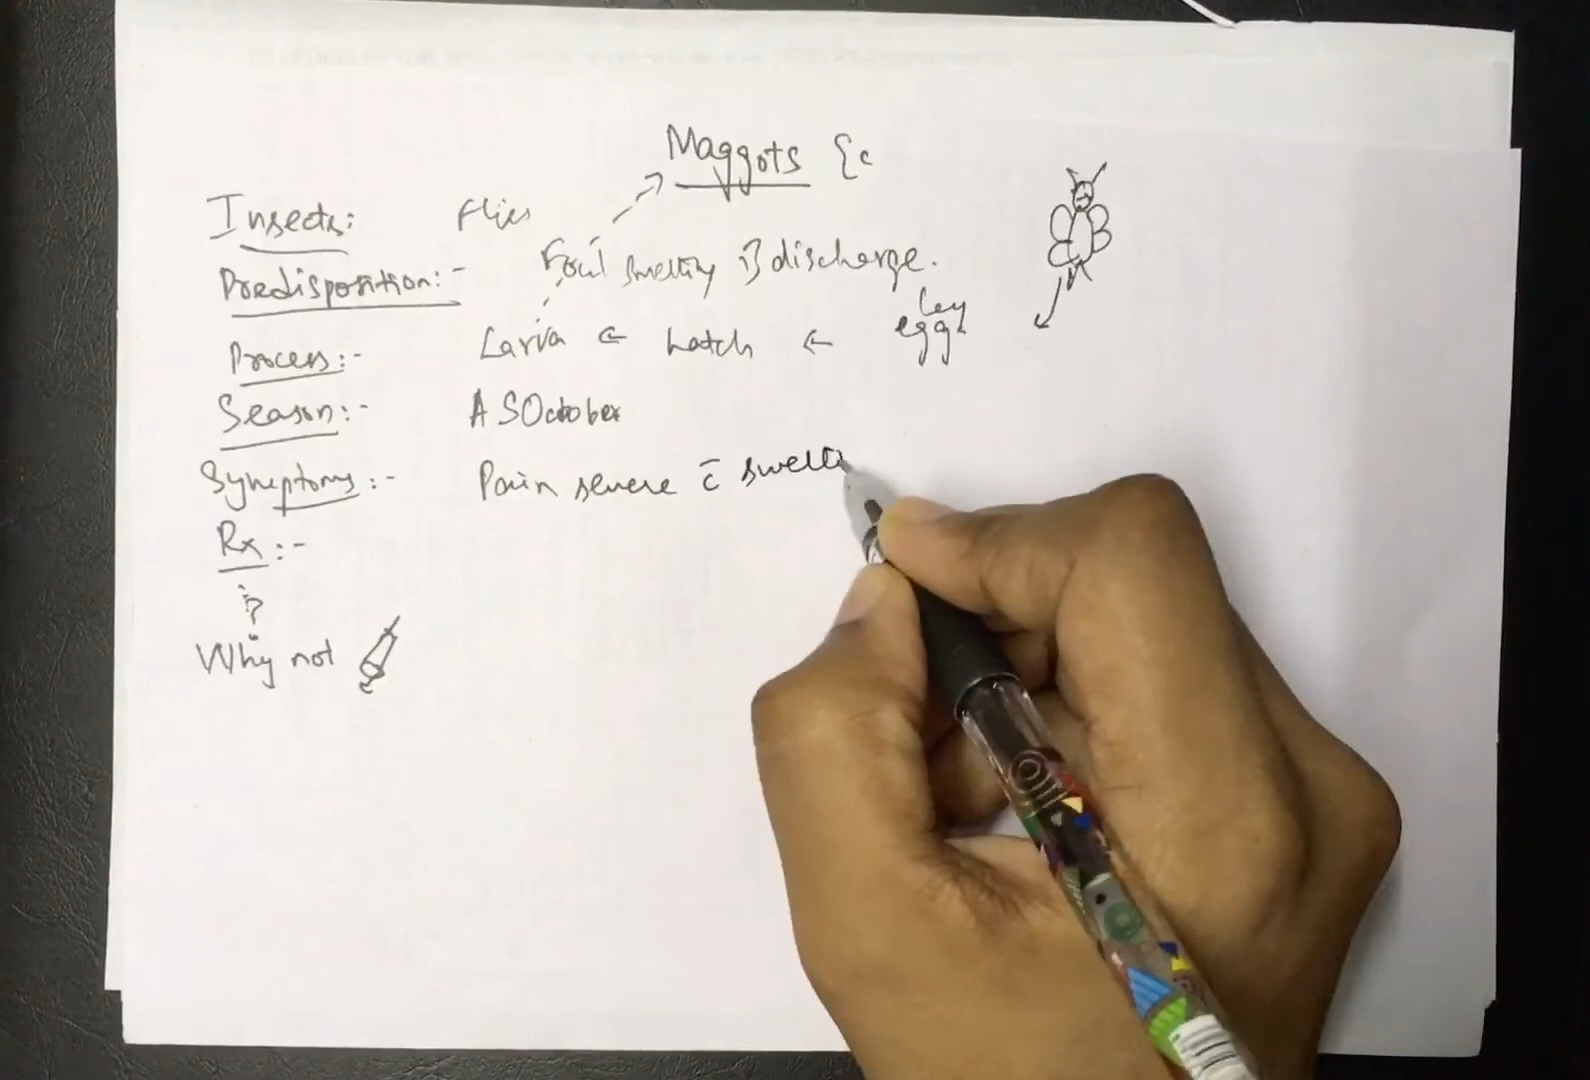 Maggots {c
Insects: flies
Predisposition:- Foul smelling discharge.
Process:- Larva ← hatch ← lay egg
Season:- ASOctober
Symptoms:- Pain severe c̄ swelli
Rx:-
?
Why not